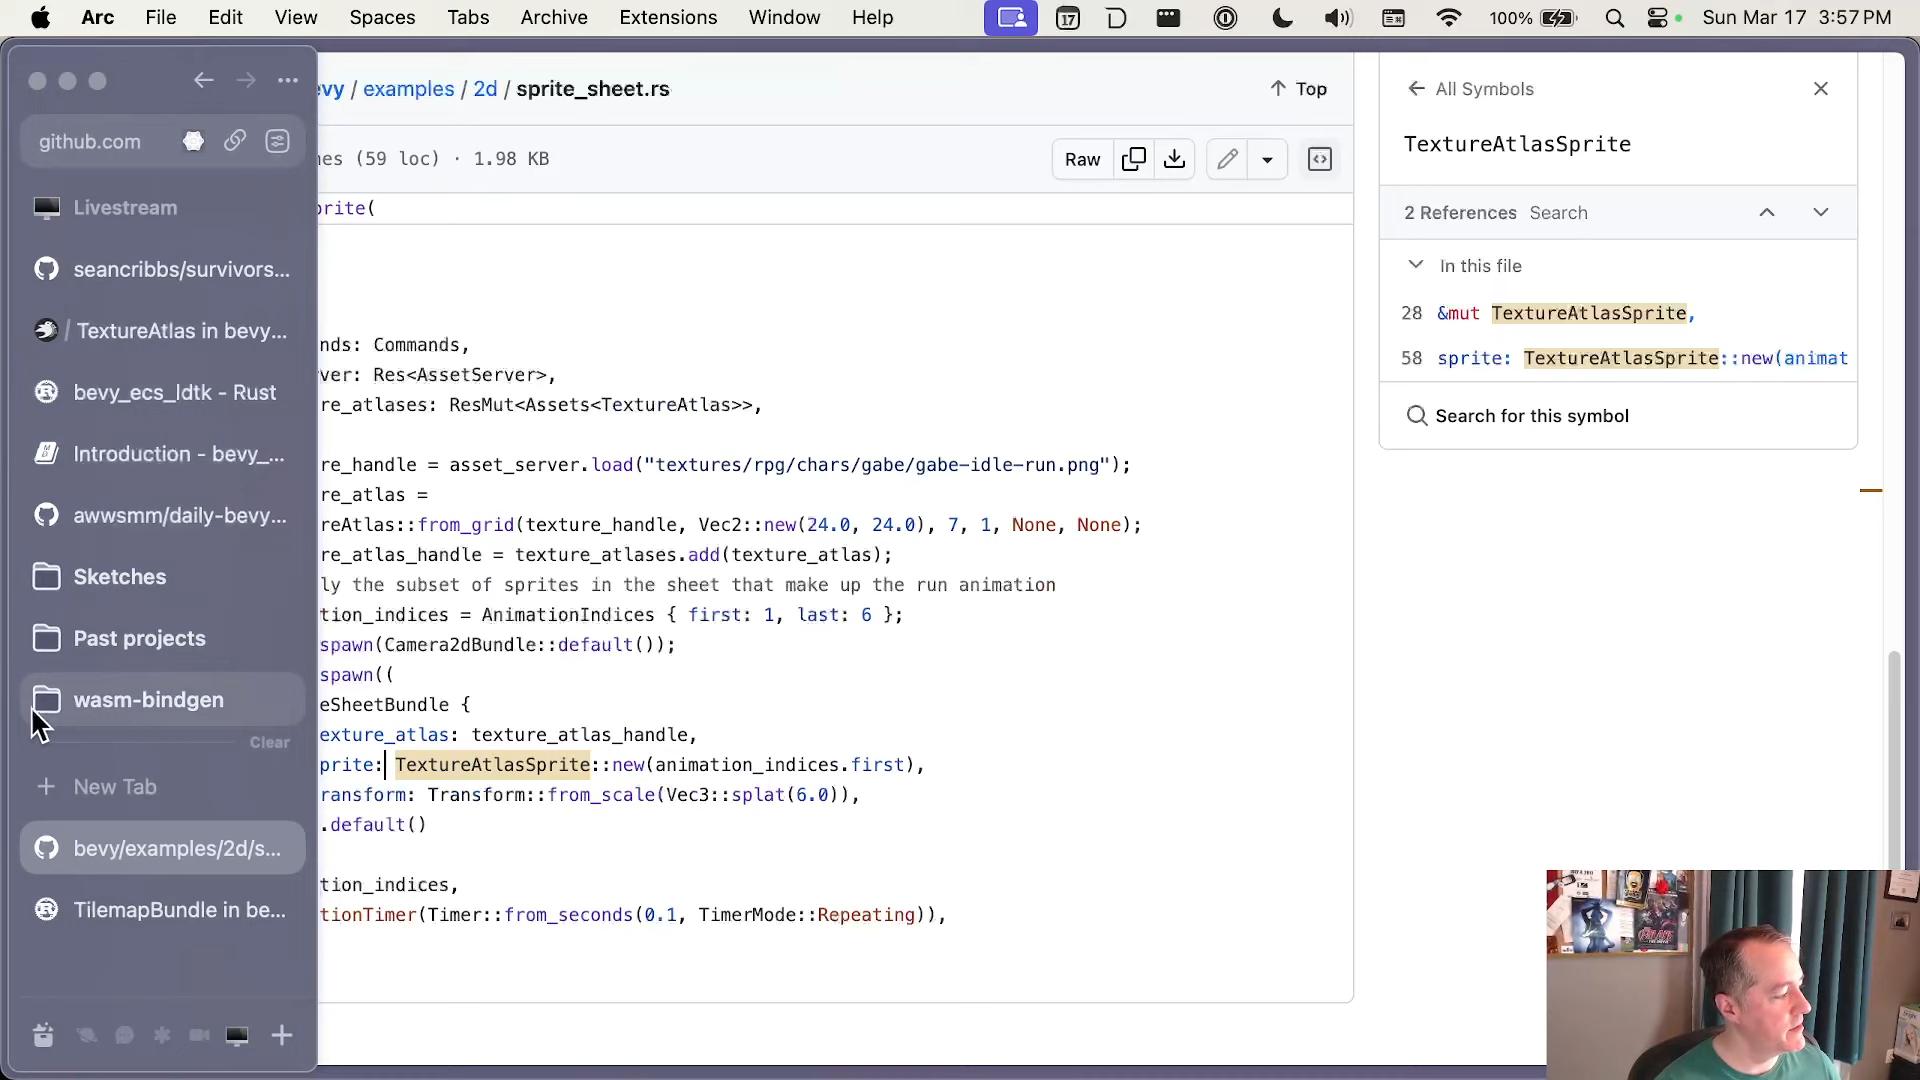 Arc File Edit View Spaces Tabs Archive Extensions Window Help 17 100% Sun Mar 17 3:57 PM
github.com
Livestream
seancribbs/survivors...
/ TextureAtlas in bevy...
bevy_ecs_ldtk - Rust
Introduction - bevy_...
awwsmm/daily-bevy...
Sketches
Past projects
wasm-bindgen
Clear
+ New Tab
bevy/examples/2d/s...
TilemapBundle in be...
evy / examples / 2d / sprite_sheet.rs
Top
nes (59 loc) · 1.98 KB
Raw
prite(
nds: Commands,
ver: Res<AssetServer>,
re_atlases: ResMut<Assets<TextureAtlas>>,
re_handle = asset_server.load("textures/rpg/chars/gabe/gabe-idle-run.png");
re_atlas =
reAtlas::from_grid(texture_handle, Vec2::new(24.0, 24.0), 7, 1, None, None);
re_atlas_handle = texture_atlases.add(texture_atlas);
ly the subset of sprites in the sheet that make up the run animation
tion_indices = AnimationIndices { first: 1, last: 6 };
spawn(Camera2dBundle::default());
spawn((
eSheetBundle {
exture_atlas: texture_atlas_handle,
prite: TextureAtlasSprite::new(animation_indices.first),
ransform: Transform::from_scale(Vec3::splat(6.0)),
.default()
tion_indices,
tionTimer(Timer::from_seconds(0.1, TimerMode::Repeating)),
All Symbols
TextureAtlasSprite
2 References Search
In this file
28 &mut TextureAtlasSprite,
58 sprite: TextureAtlasSprite::new(animat
Search for this symbol